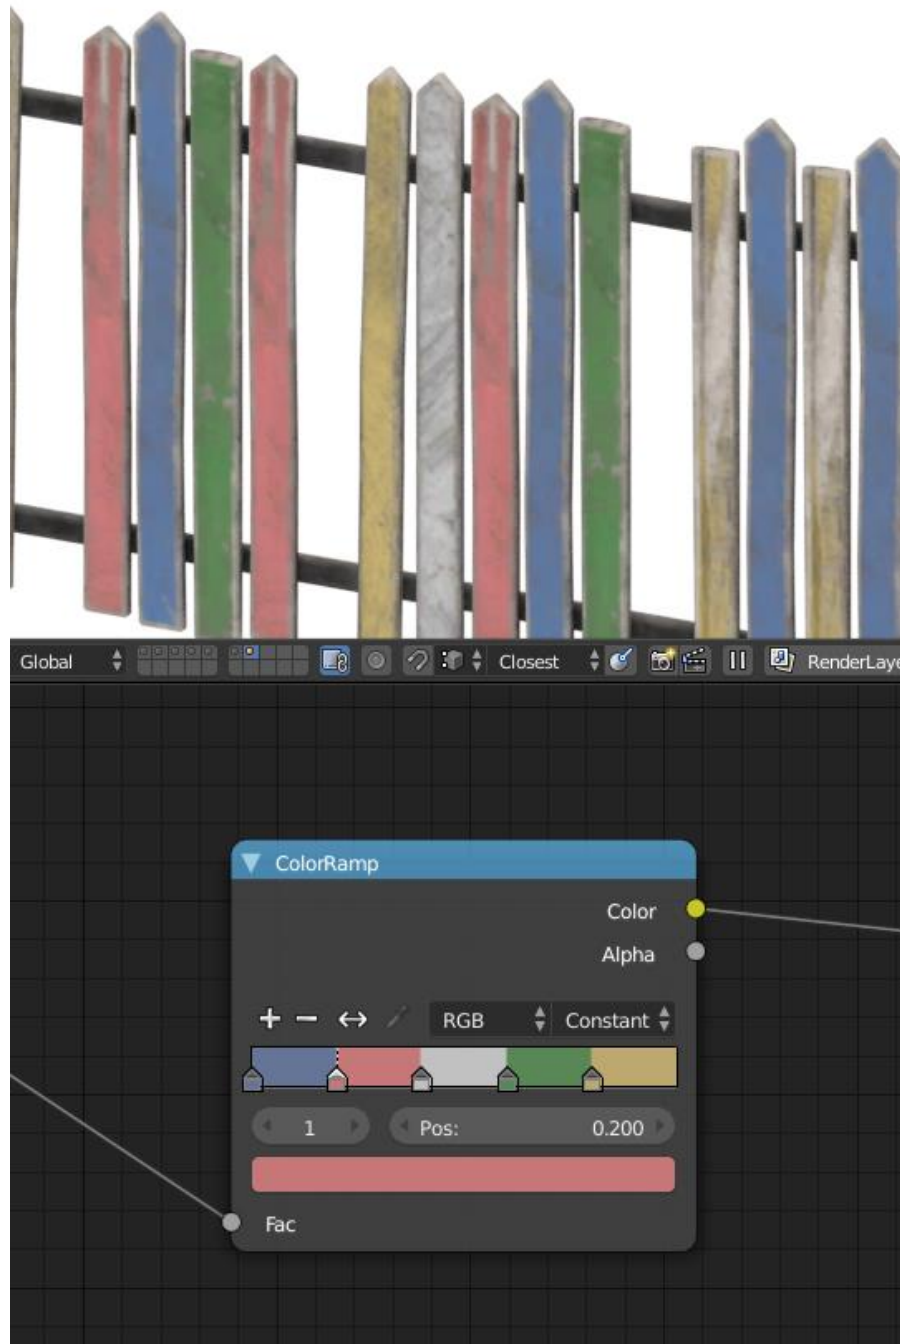 Global Closest RenderLaye
ColorRamp
Color
Alpha
RGB Constant
1 Pos: 0.200
Fac